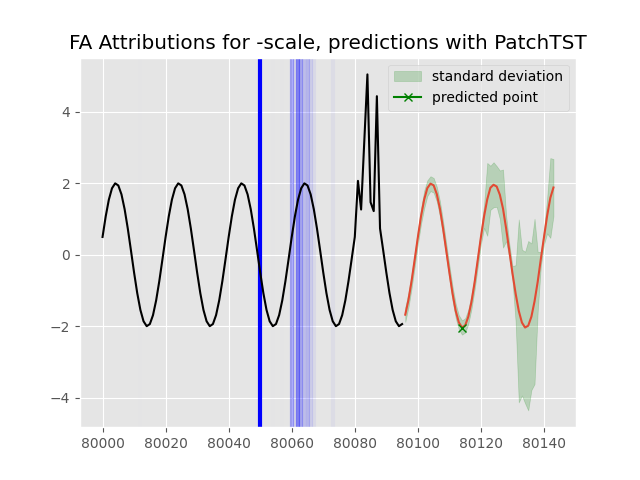 FA Attributions for -scale, predictions with PatchTST
standard deviation
predicted point
4
2
0
−2
−4
80000 80020 80040 80060 80080 80100 80120 80140